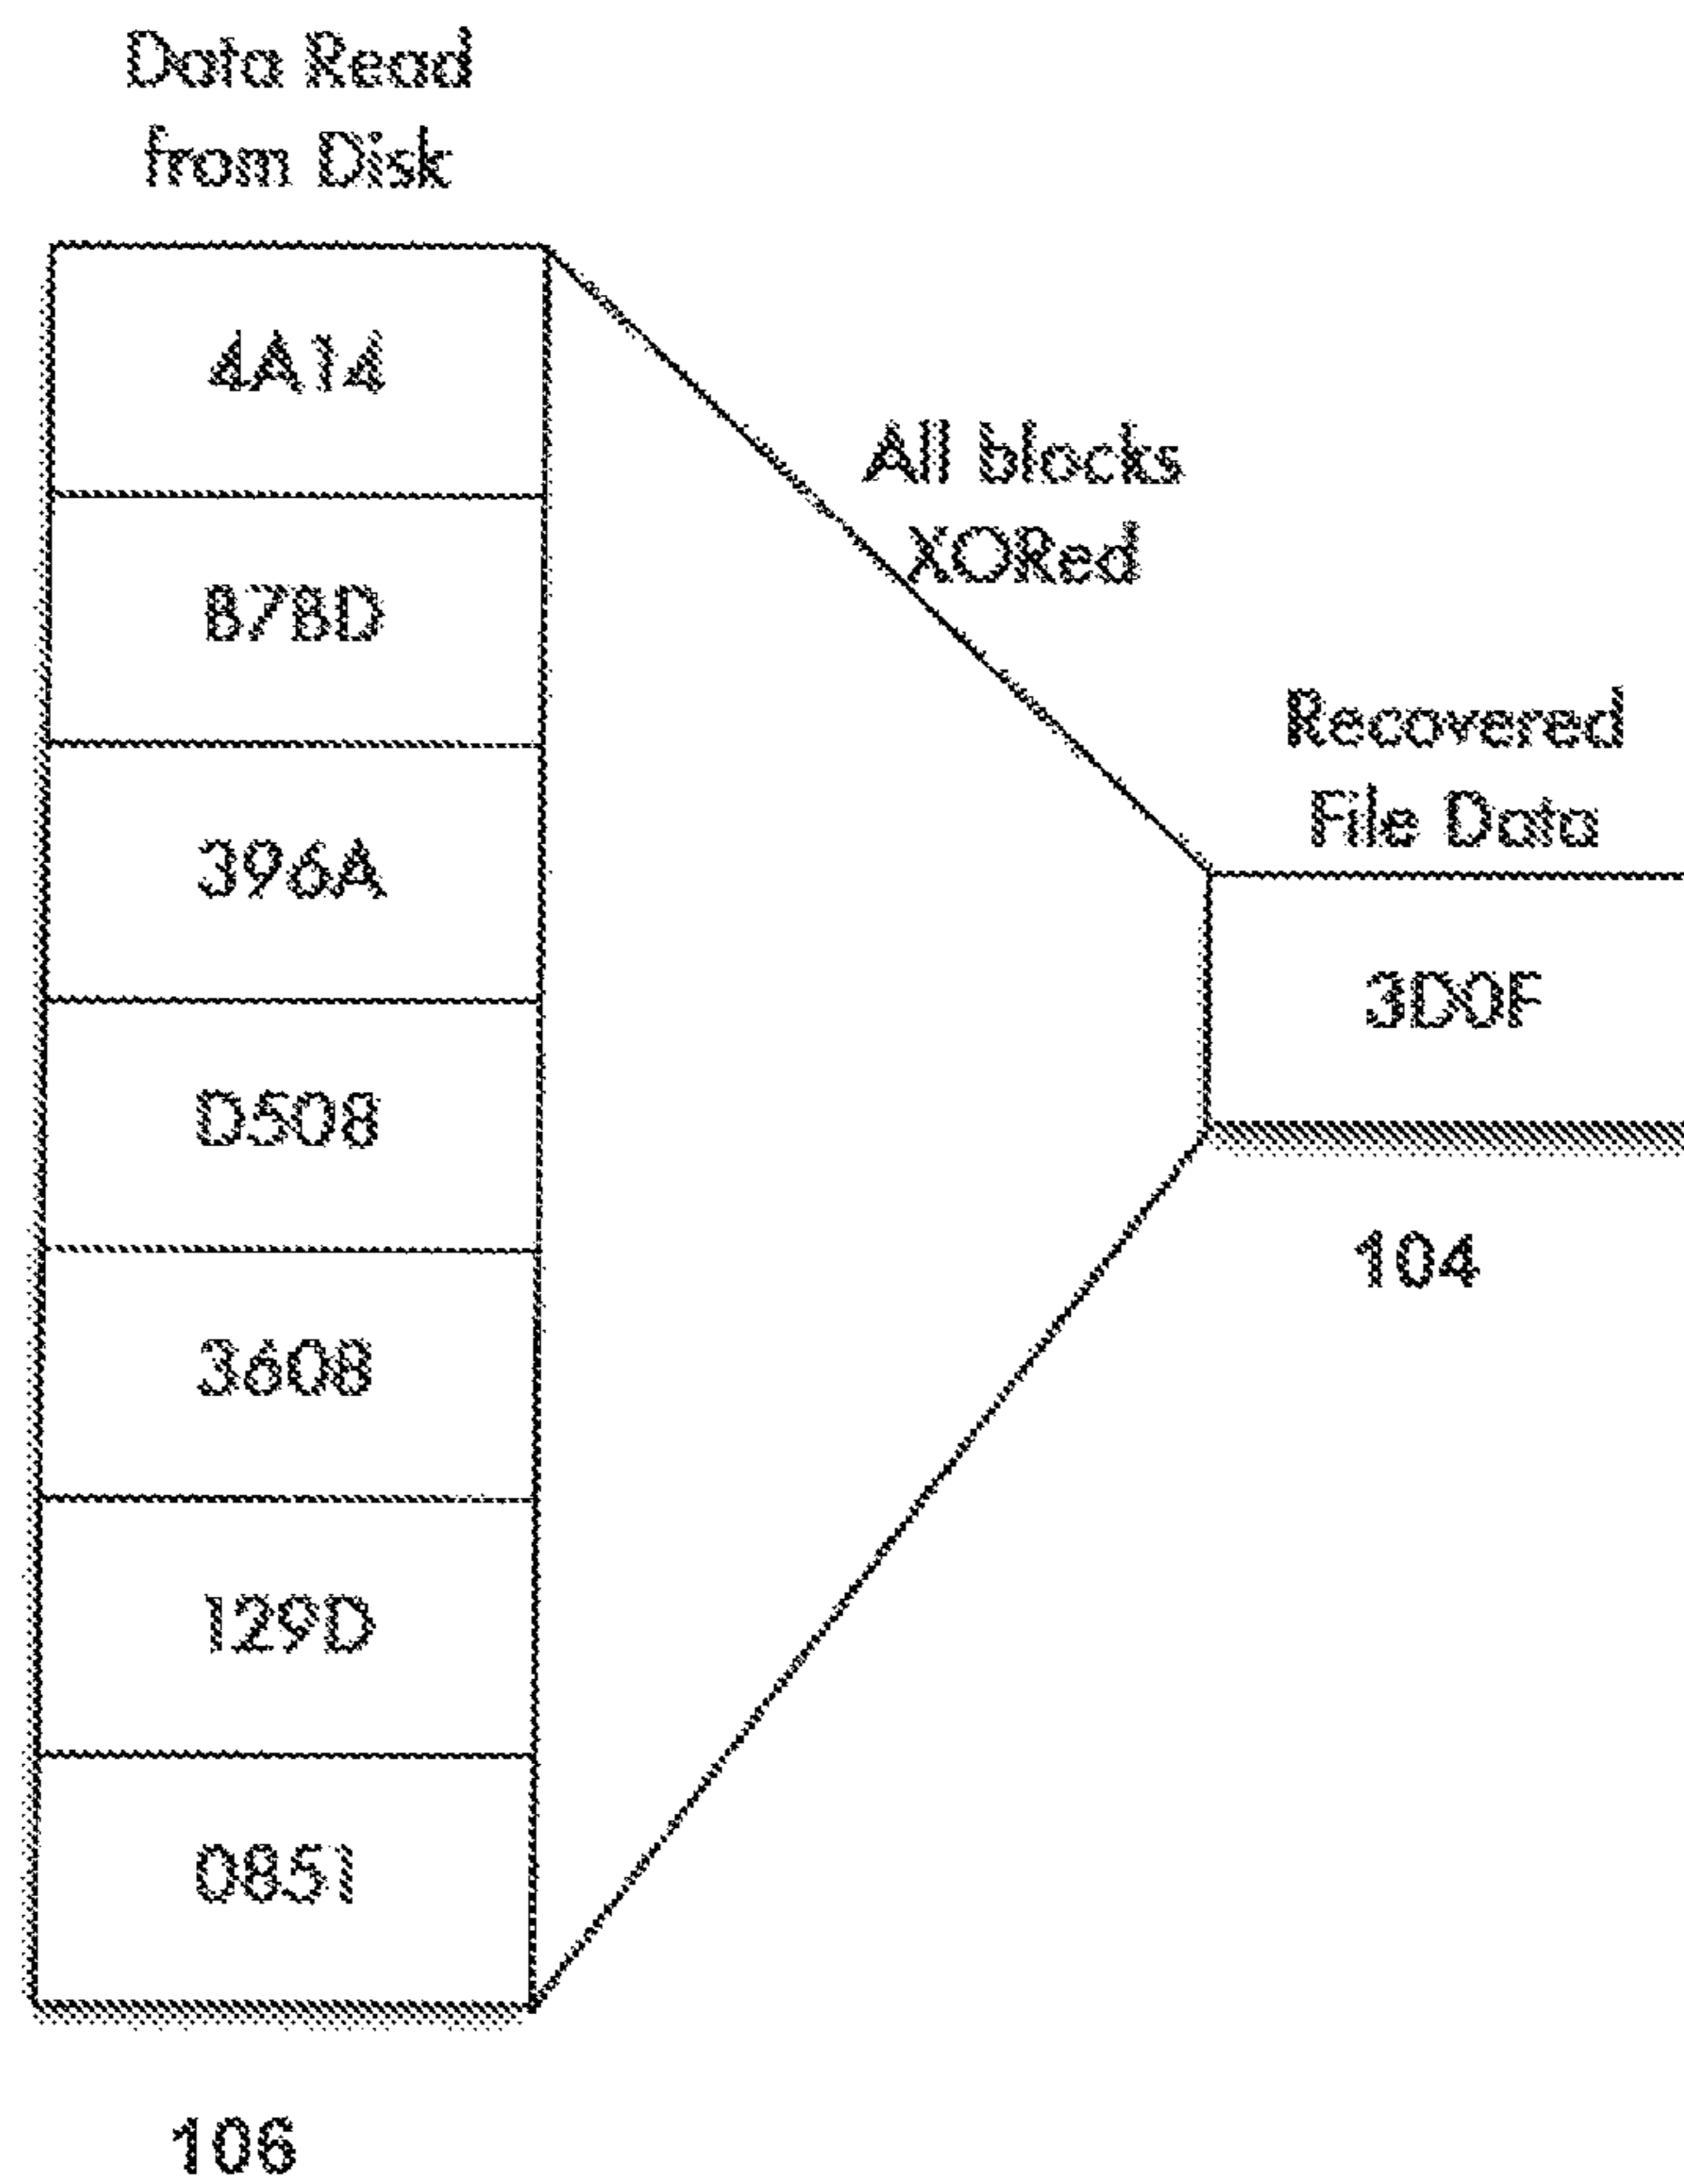 Data Read
from Disk
4A14
B7BD
396A
D508
3608
129D
0851
106
All blocks
XORed
Recovered
File Data
3D0F
104